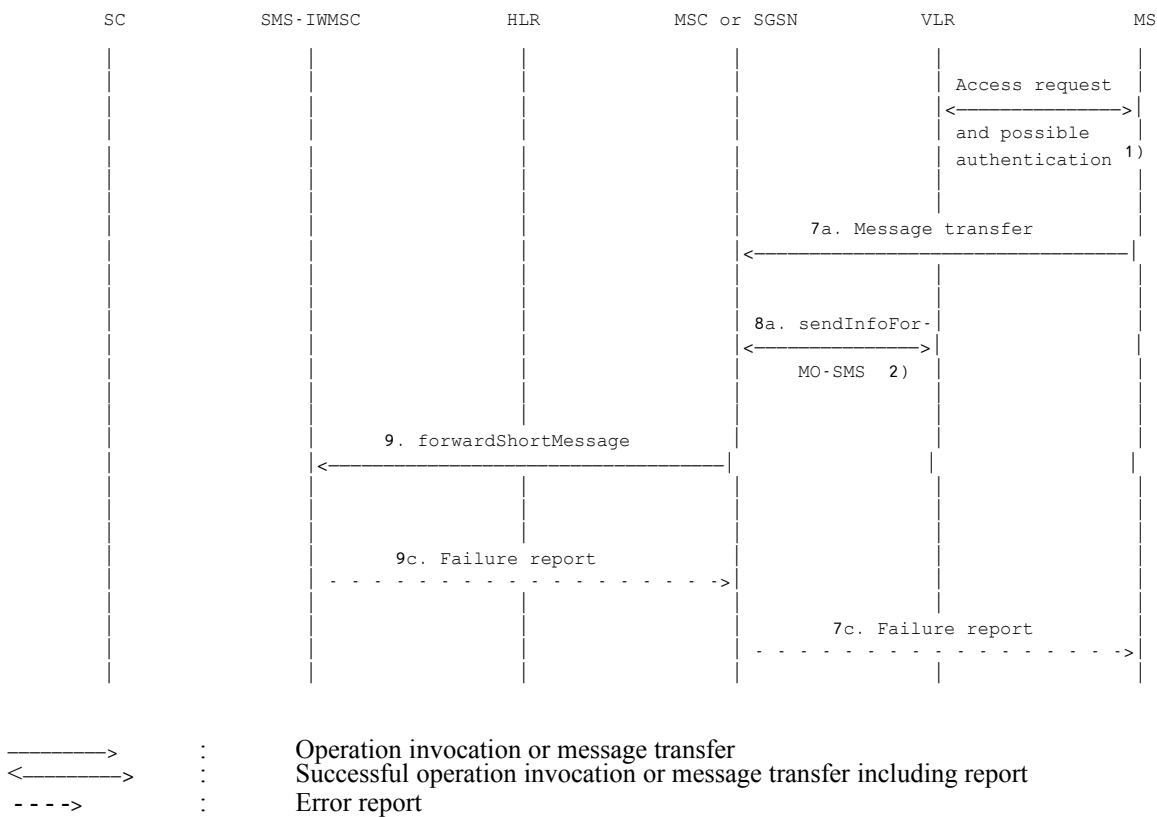 SC SMS-IWMSC HLR MSC or SGSN VLR MS
Access request
and possible
authentication 1)
7a. Message transfer
8a. sendInfoFor-
MO-SMS 2)
9. forwardShortMessage
9c. Failure report
7c. Failure report
: Operation invocation or message transfer
: Successful operation invocation or message transfer including report
: Error report